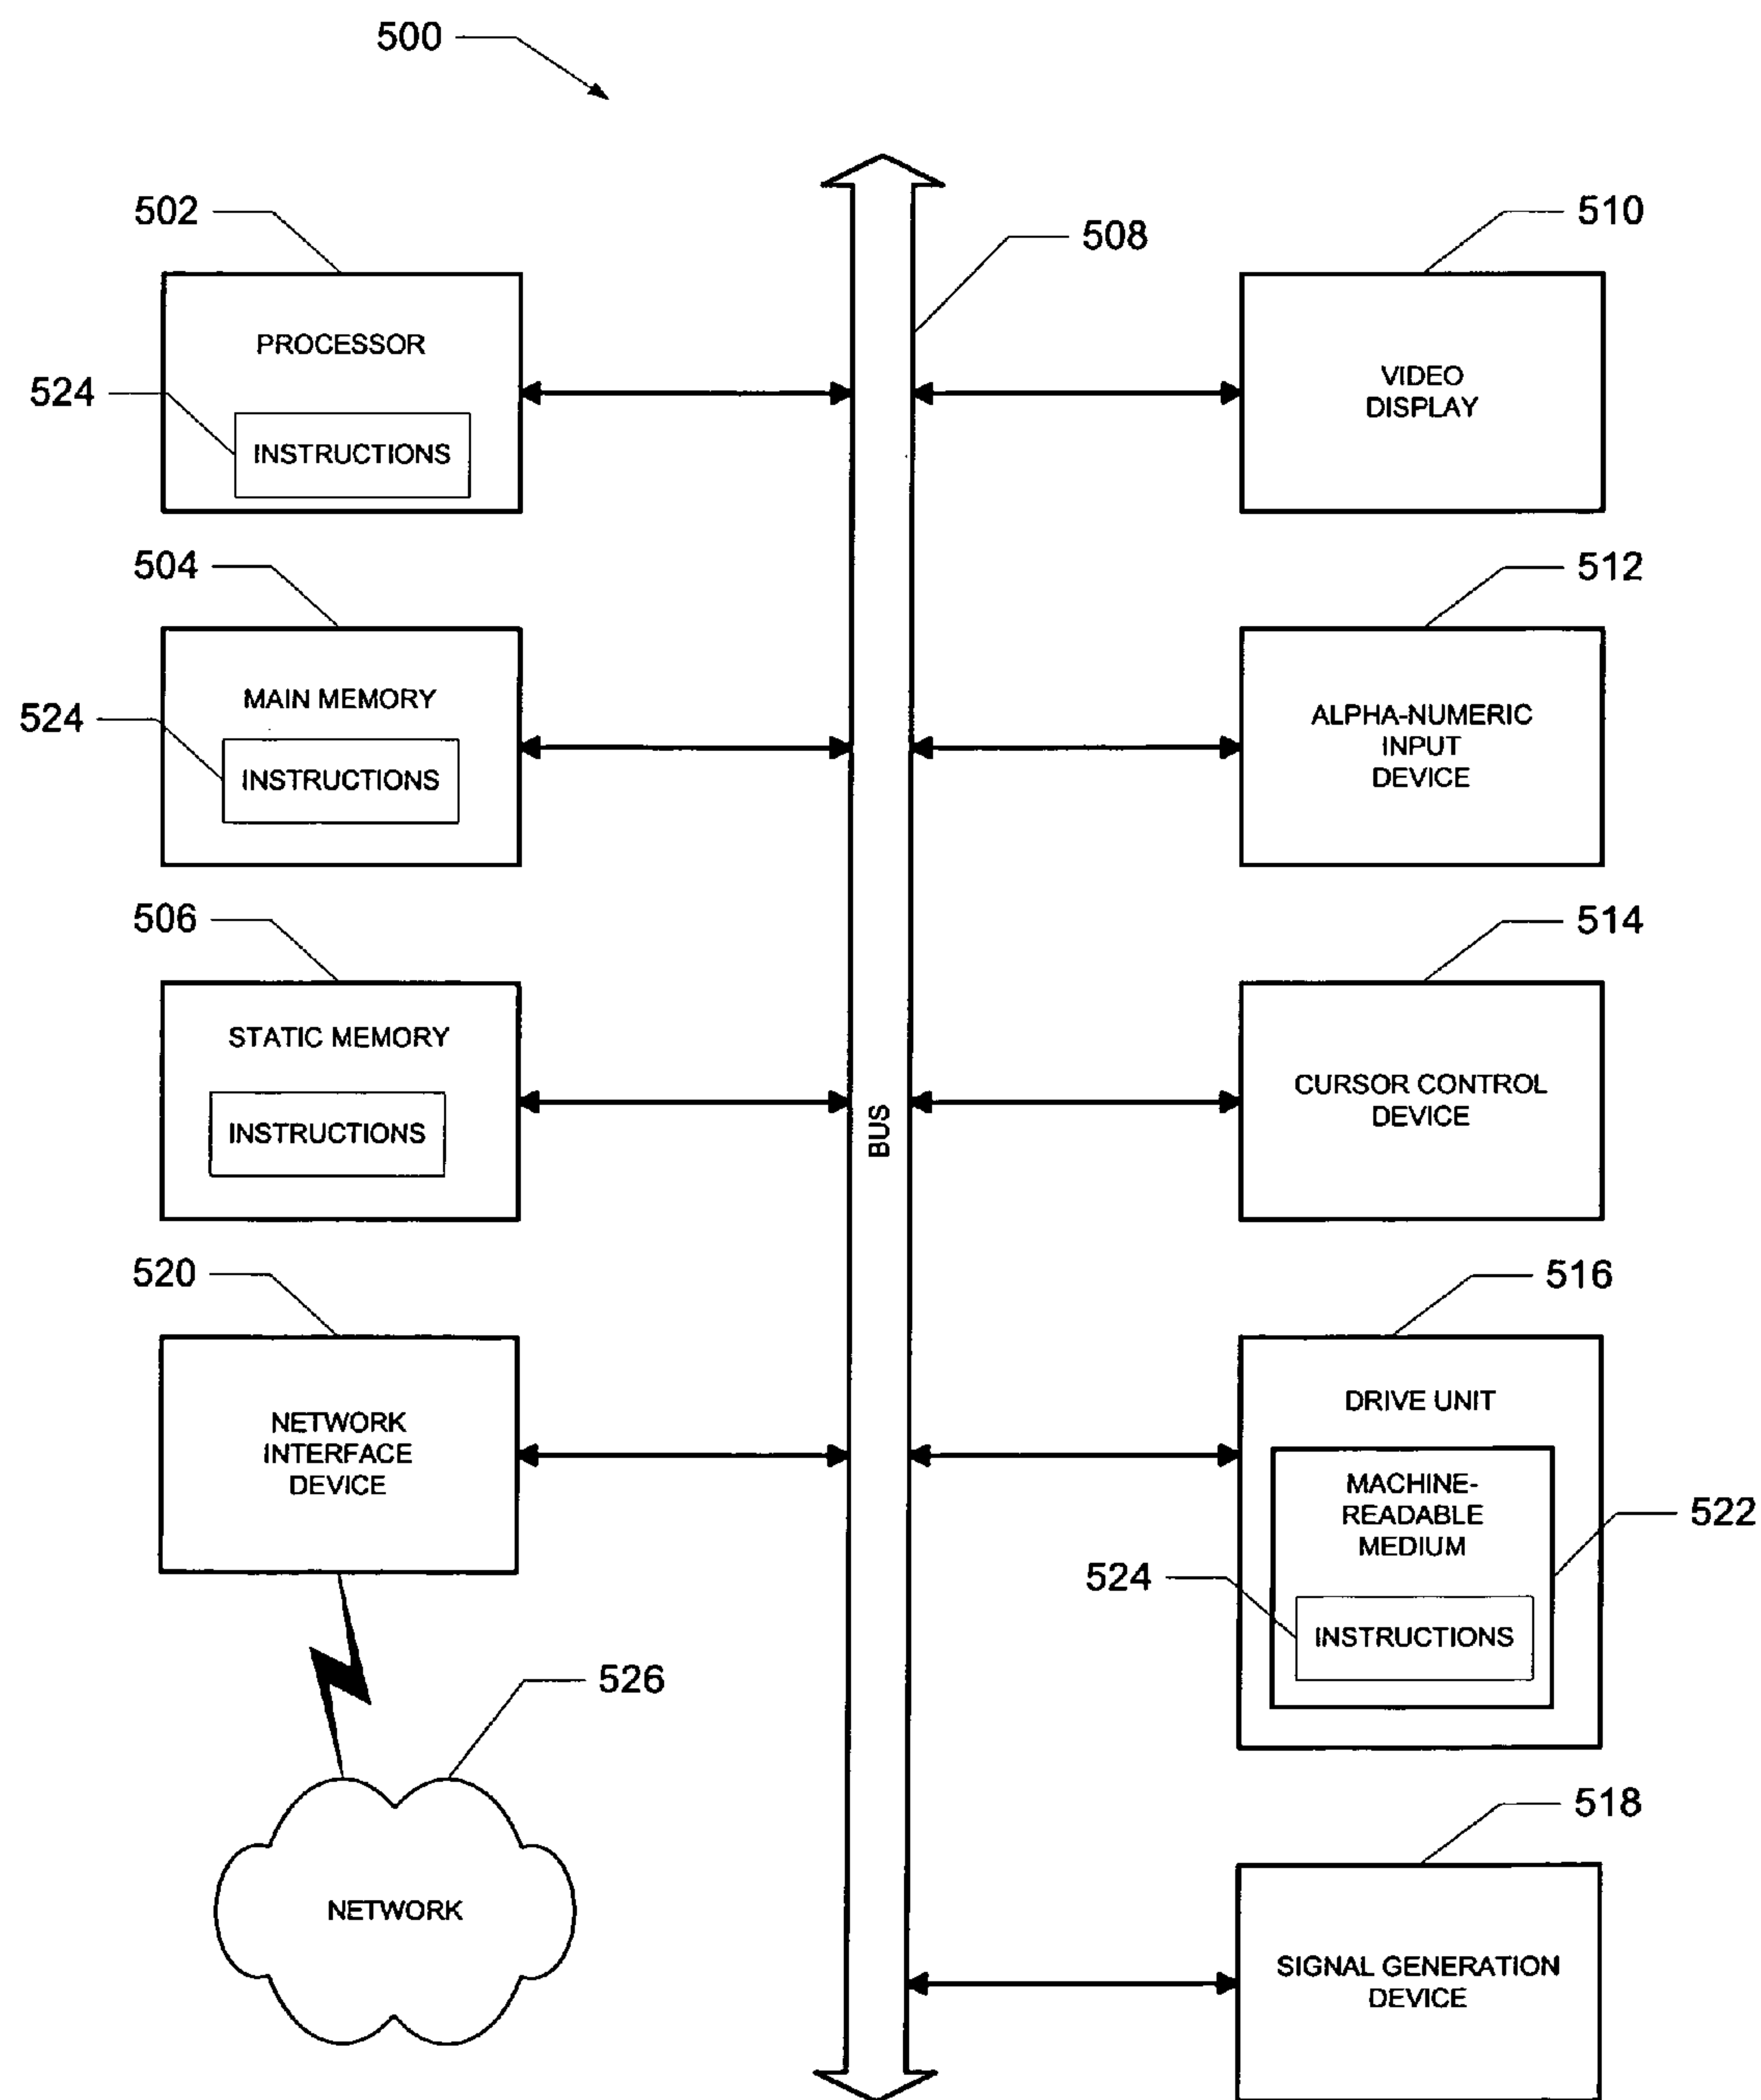 500
502
510
508
PROCESSOR
524
INSTRUCTIONS
VIDEO
DISPLAY
504
512
MAIN MEMORY
524
INSTRUCTIONS
ALPHA-NUMERIC
INPUT
DEVICE
506
514
STATIC MEMORY
INSTRUCTIONS
BUS
CURSOR CONTROL
DEVICE
520
516
NETWORK
INTERFACE
DEVICE
DRIVE UNIT
MACHINE-
READABLE
MEDIUM
522
524
INSTRUCTIONS
526
NETWORK
518
SIGNAL GENERATION
DEVICE